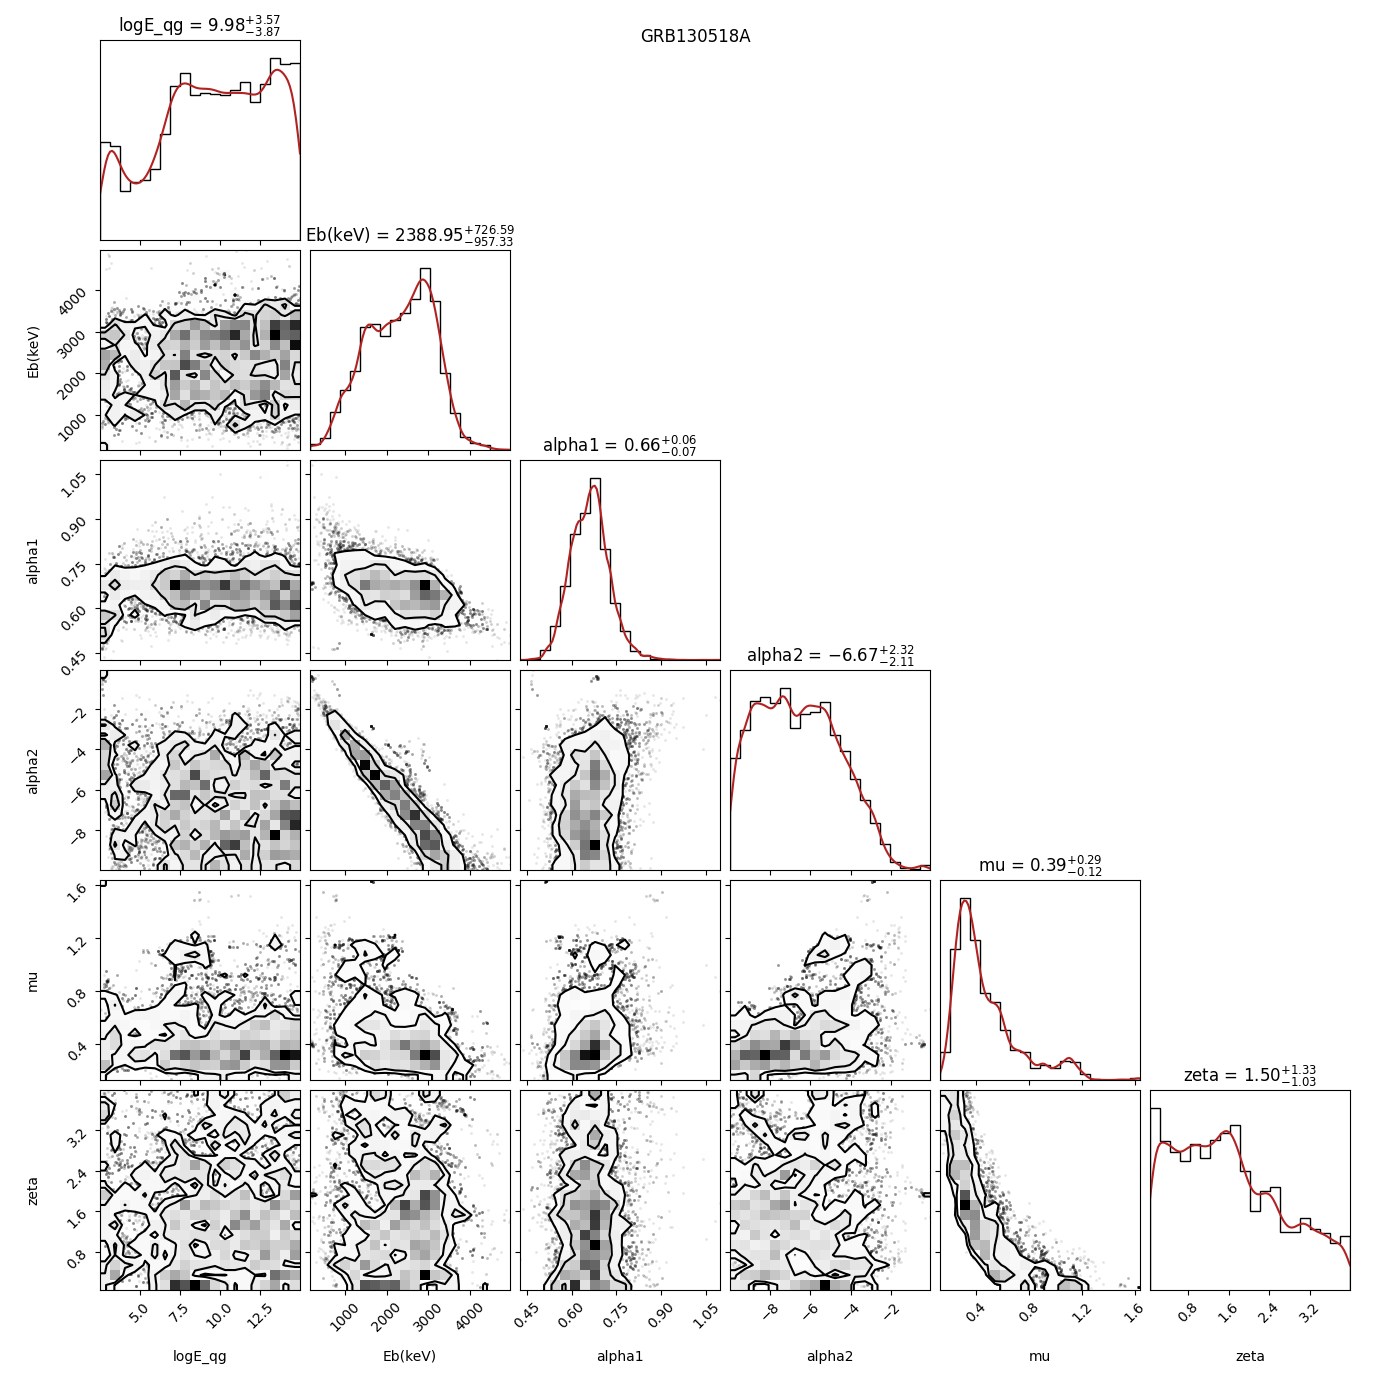 GRB130518A
logE_qg = 9.98 +3.57 −3.87
Eb(keV) = 2388.95 +726.59 −957.33
4000
3000
2000
1000
Eb(keV)
alpha1 = 0.66 +0.06 −0.07
1.05
0.90
0.75
0.60
0.45
alpha1
alpha2 = −6.67 +2.32 −2.11
−2
−4
−6
−8
alpha2
mu = 0.39 +0.29 −0.12
1.6
1.2
0.8
0.4
mu
zeta = 1.50 +1.33 −1.03
3.2
2.4
1.6
0.8
zeta
5.0 7.5 10.0 12.5 1000 2000 3000 4000 0.45 0.60 0.75 0.90 1.05 −8 −6 −4 −2 0.4 0.8 1.2 1.6 0.8 1.6 2.4 3.2
logE_qg Eb(keV) alpha1 alpha2 mu zeta